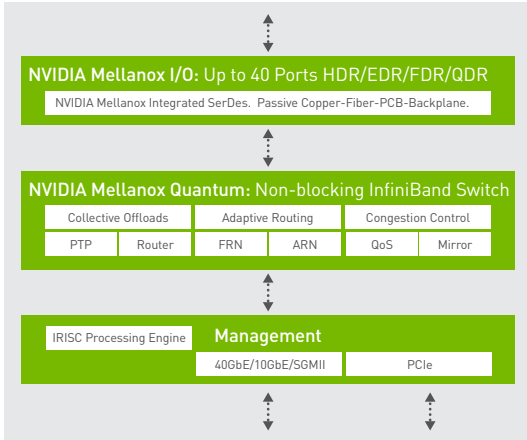 NVIDIA Mellanox I/O: Up to 40 Ports HDR/EDR/FDR/QDR
NVIDIA Mellanox Integrated SerDes. Passive Copper-Fiber-PCB-Backplane.
NVIDIA Mellanox Quantum: Non-blocking InfiniBand Switch
Collective Offloads Adaptive Routing Congestion Control
PTP Router FRN ARN QoS Mirror
IRISC Processing Engine Management
40GbE/10GbE/SGMII PCIe